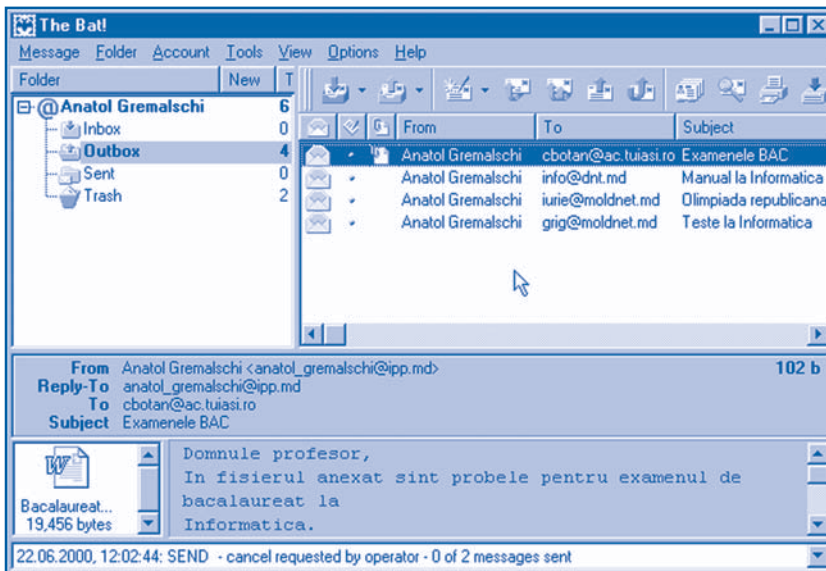 The Bat!
Message Folder Account Tools View Options Help
Folder New T
Anatol Gremalschi 6
Inbox 0
Outbox 4
Sent 0
Trash 2
From To Subject
Anatol Gremalschi cbotan@ac.tuiasi.ro Examenele BAC
Anatol Gremalschi info@dnt.md Manual la Informatica
Anatol Gremalschi iurie@moldnet.md Olimpiada republicana
Anatol Gremalschi grig@moldnet.md Teste la Informatica
From Anatol Gremalschi <anatol_gremalschi@ipp.md> 102 b
Reply-To anatol_gremalschi@ipp.md
To cbotan@ac.tuiasi.ro
Subject Examenele BAC
Domnule profesor,
In fisierul anexat sint probele pentru examenul de
bacalaureat la
Informatica.
Bacalaureat...
19,456 bytes
22.06.2000, 12:02:44: SEND - cancel requested by operator - 0 of 2 messages sent